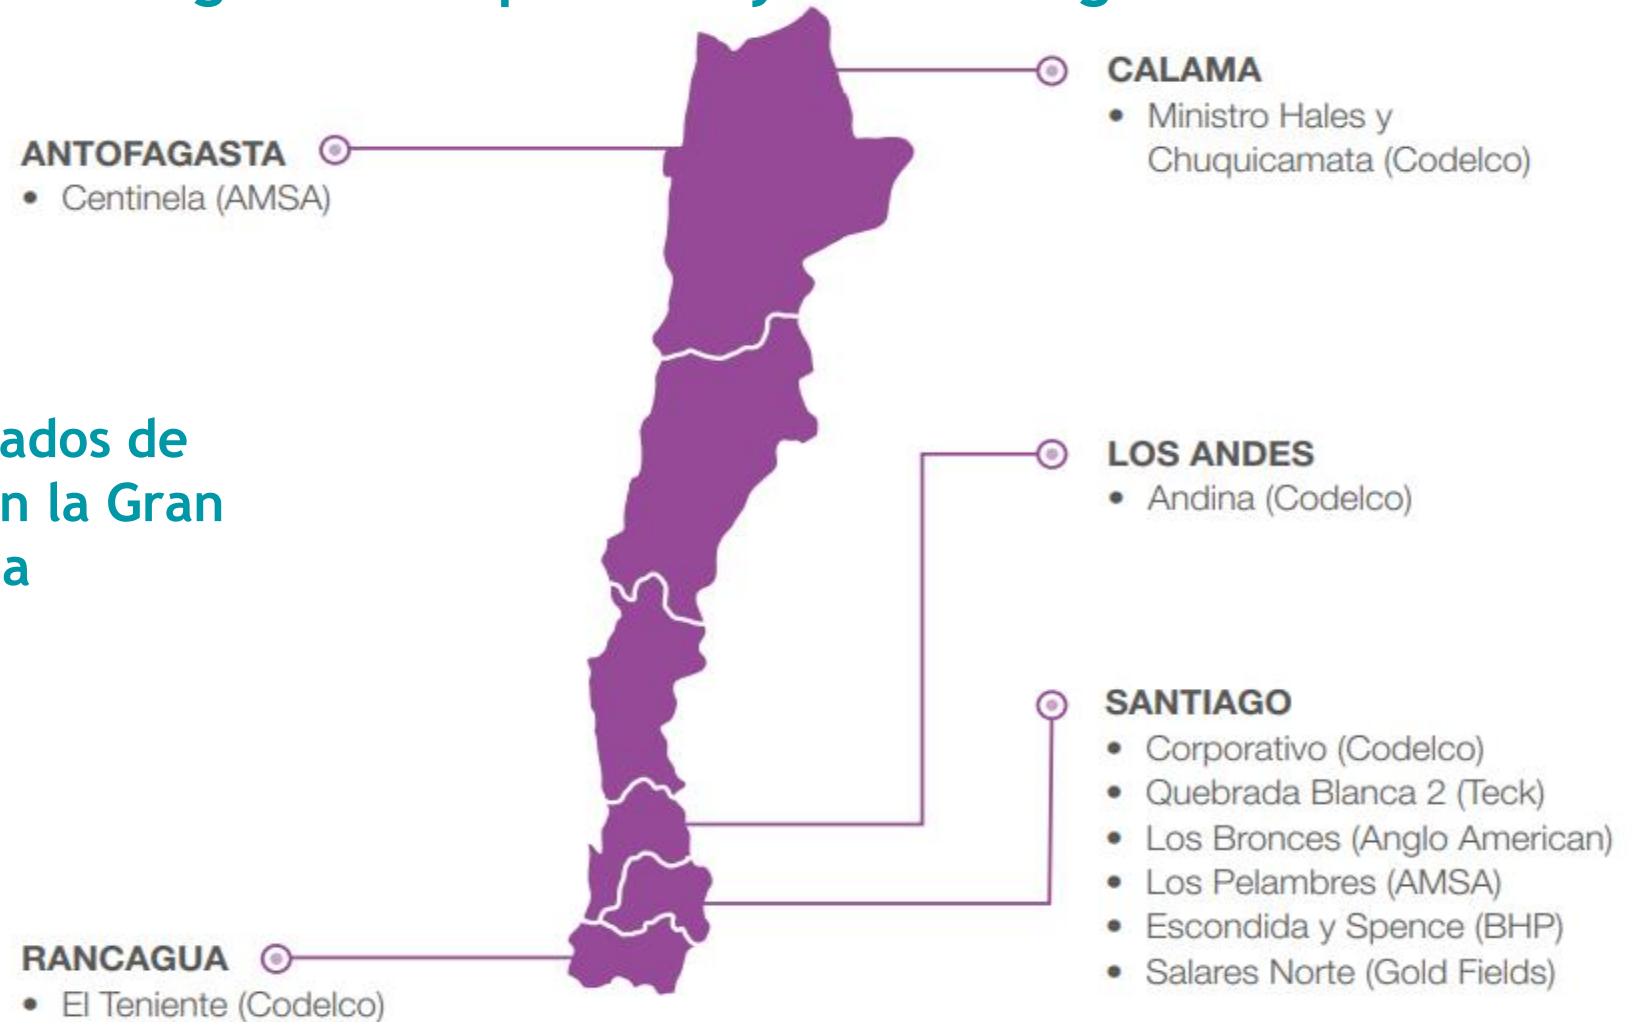 CALAMA
• Ministro Hales y
Chuquicamata (Codelco)
ANTOFAGASTA
• Centinela (AMSA)
ados de
n la Gran
a
LOS ANDES
• Andina (Codelco)
SANTIAGO
• Corporativo (Codelco)
• Quebrada Blanca 2 (Teck)
• Los Bronces (Anglo American)
• Los Pelambres (AMSA)
• Escondida y Spence (BHP)
• Salares Norte (Gold Fields)
RANCAGUA
• El Teniente (Codelco)